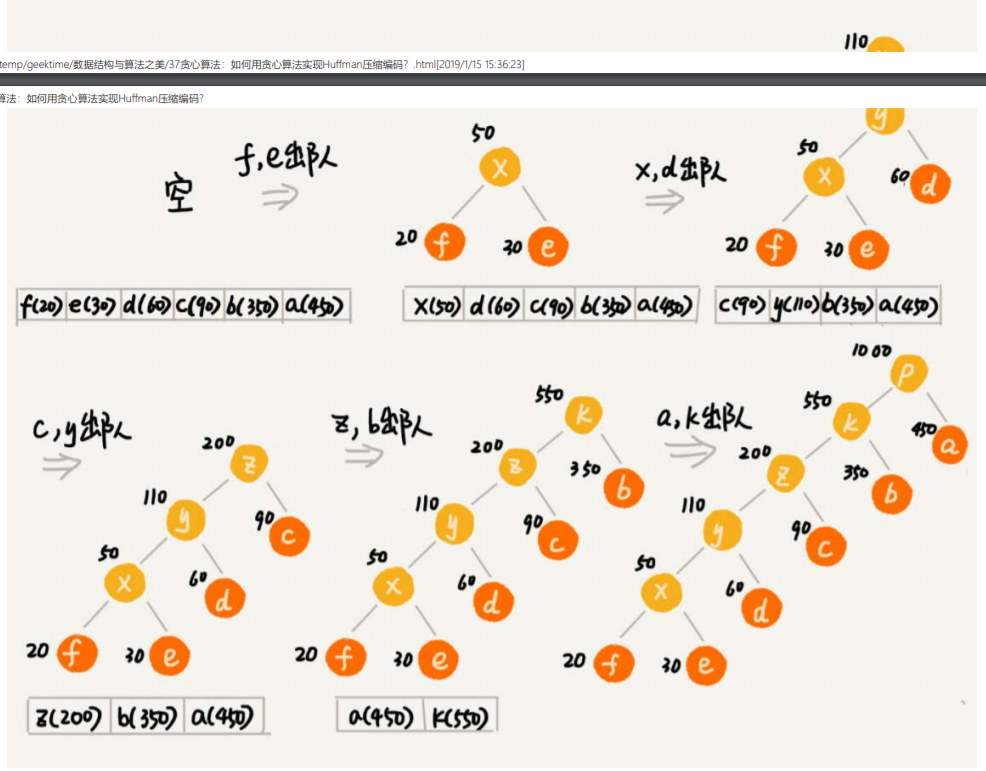 110
temp/geektime/数据结构与算法之美/37贪心算法：如何用贪心算法实现Huffman压缩编码？.html[2019/1/15 15:36:23]
算法：如何用贪心算法实现Huffman压缩编码？
空
f,e出队
50
x
20 f
30 e
x,d出队
y
50
x
60 d
20 f
30 e
f(20) e(30) d(60) c(90) b(350) a(450)
x(50) d(60) c(90) b(350) a(450)
c(90) y(110) b(350) a(450)
c,y出队
200
z
110
y
90 c
50
x
60 d
20 f
30 e
z(200) b(350) a(450)
z,b出队
550
k
200
z
350 b
110
y
90 c
50
x
60 d
20 f
30 e
a(450) k(550)
a,k出队
1000
p
550
k
450 a
200
z
350 b
110
y
90 c
50
x
60 d
20 f
30 e